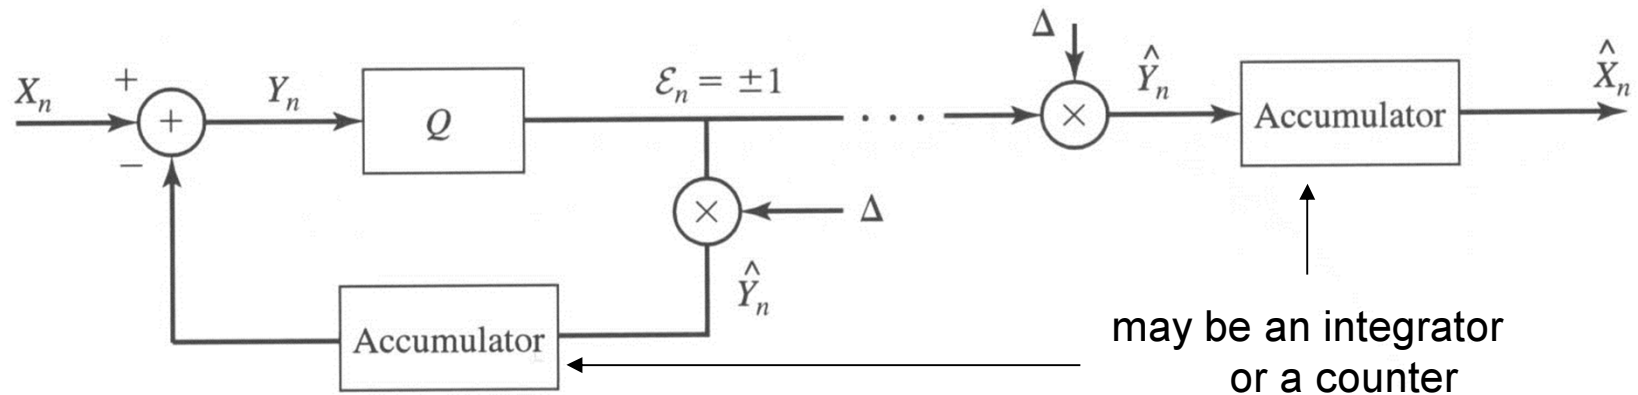 Xₙ
+
−
+
Yₙ
Q
ℰₙ = ±1
. . .
Δ
×
Ŷₙ
Accumulator
X̂ₙ
×
Δ
Ŷₙ
Accumulator
may be an integrator
or a counter